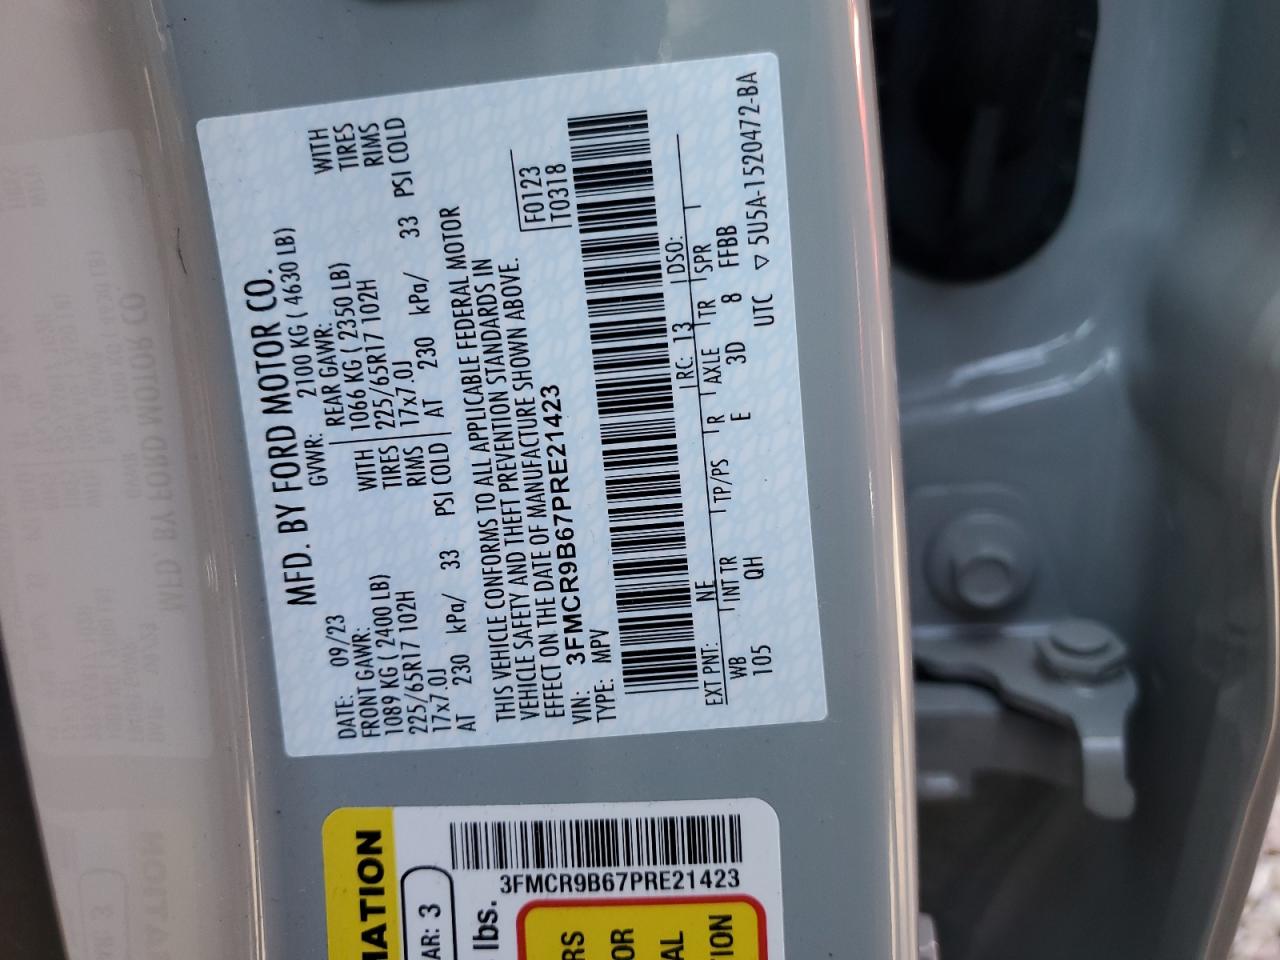 MFD. BY FORD MOTOR CO.
DATE: 09/23 GVWR: 2100 KG ( 4630 LB)
FRONT GAWR: REAR GAWR:
1089 KG ( 2400 LB) WITH 1066 KG ( 2350 LB) WITH
225/65R17 102H TIRES 225/65R17 102H TIRES
17x7.0J RIMS 17x7.0J RIMS
AT 230 kPa/ 33 PSI COLD AT 230 kPa/ 33 PSI COLD
THIS VEHICLE CONFORMS TO ALL APPLICABLE FEDERAL MOTOR
VEHICLE SAFETY AND THEFT PREVENTION STANDARDS IN
EFFECT ON THE DATE OF MANUFACTURE SHOWN ABOVE.
VIN: 3FMCR9B67PRE21423 F0123
TYPE: MPV T0318
EXT PNT: NE RC: 13 DSO:
WB INT TR TP/PS R AXLE TR SPR
105 QH E 3D 8 FFBB
UTC ▽ 5U5A-1520472-BA
MATION
AR: 3
lbs.
3FMCR9B67PRE21423
RS
OR
AL
ION